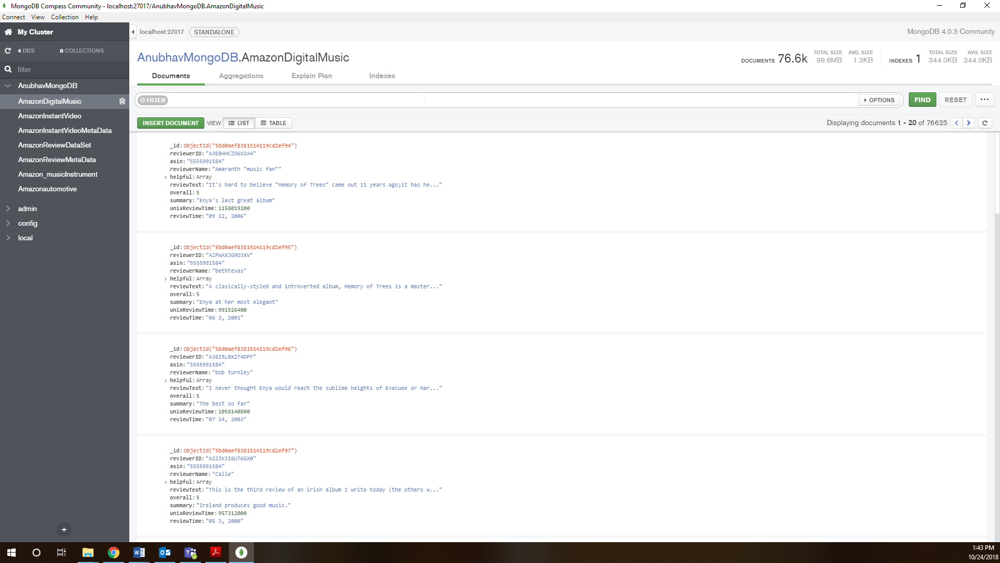 MongoDB Compass Community - localhost:27017/AnubhavMongoDB.AmazonDigitalMusic
Connect View Collection Help
My Cluster
4 DBS 8 COLLECTIONS
filter
AnubhavMongoDB
AmazonDigitalMusic
AmazonInstantVideo
AmazonInstantVideoMetaData
AmazonReviewDataSet
AmazonReviewMetaData
Amazon_musicInstrument
Amazonautomotive
admin
config
local
+
localhost:27017 STANDALONE
MongoDB 4.0.3 Community
AnubhavMongoDB.AmazonDigitalMusic
DOCUMENTS 76.6k TOTAL SIZE 99.6MB AVG. SIZE 1.3KB INDEXES 1 TOTAL SIZE 344.0KB AVG. SIZE 344.0KB
Documents Aggregations Explain Plan Indexes
FILTER OPTIONS FIND RESET ...
INSERT DOCUMENT VIEW LIST TABLE Displaying documents 1 - 20 of 76625
_id: ObjectId("5bd0aef8381514119cd2ef94")
reviewerID: "A3EBHHCZO6V2A4"
asin: "5555991584"
reviewerName: "Amaranth "music fan""
helpful: Array
reviewText: "It's hard to believe "Memory of Trees" came out 11 years ago;it has he..."
overall: 5
summary: "Enya's last great album"
unixReviewTime: 1158019200
reviewTime: "09 12, 2006"
_id: ObjectId("5bd0aef8381514119cd2ef95")
reviewerID: "AZPWAXJG9OJXV"
asin: "5555991584"
reviewerName: "bethtexas"
helpful: Array
reviewText: "A clasically-styled and introverted album, Memory of Trees is a master..."
overall: 5
summary: "Enya at her most elegant"
unixReviewTime: 991526400
reviewTime: "06 3, 2001"
_id: ObjectId("5bd0aef8381514119cd2ef96")
reviewerID: "A38IRL0X2T4DPF"
asin: "5555991584"
reviewerName: "bob turnley"
helpful: Array
reviewText: "I never thought Enya would reach the sublime heights of Evacuee or Mar..."
overall: 5
summary: "The best so far"
unixReviewTime: 1058140800
reviewTime: "07 14, 2003"
_id: ObjectId("5bd0aef8381514119cd2ef97")
reviewerID: "A22IK3I6U76GX0"
asin: "5555991584"
reviewerName: "Calle"
helpful: Array
reviewText: "This is the third review of an irish album I write today (the others w..."
overall: 5
summary: "Ireland produces good music."
unixReviewTime: 957312000
reviewTime: "05 3, 2000"
1:43 PM
10/24/2018